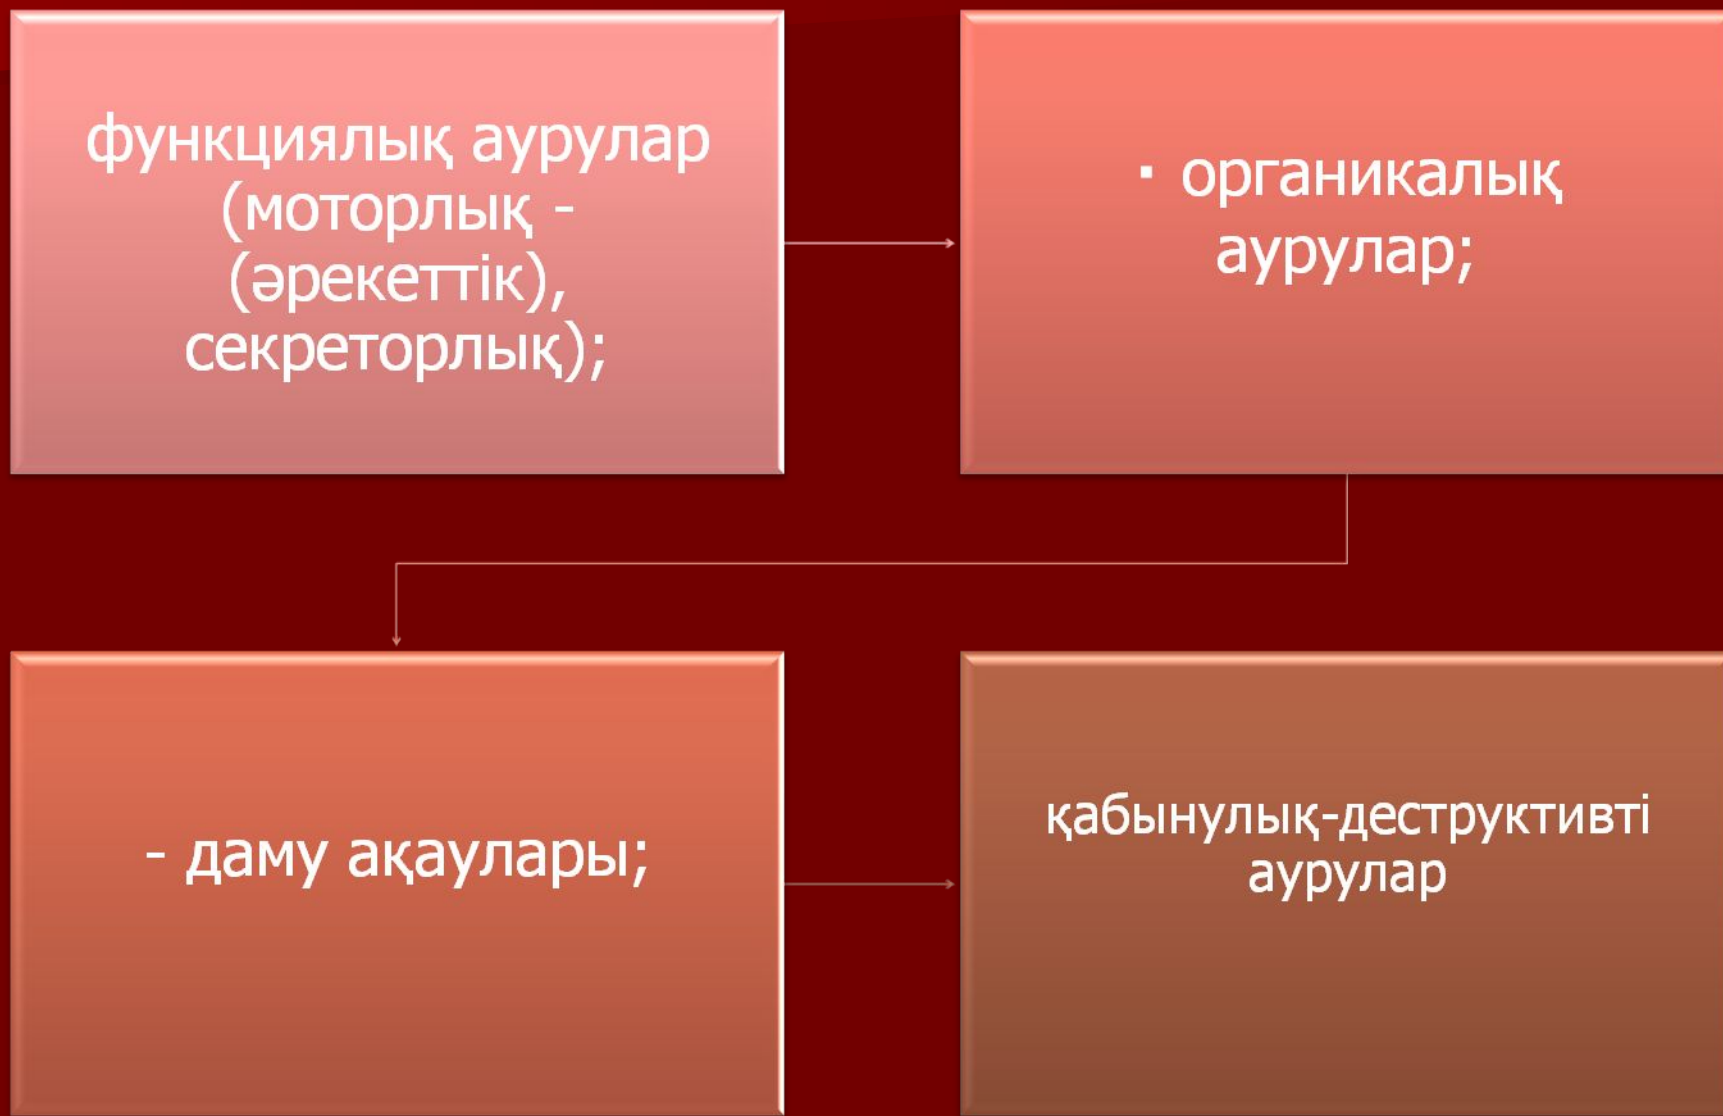 функциялық аурулар
(моторлық -
(әрекеттік),
секреторлық);
· органикалық
аурулар;
- даму ақаулары;
қабынулық-деструктивті
аурулар